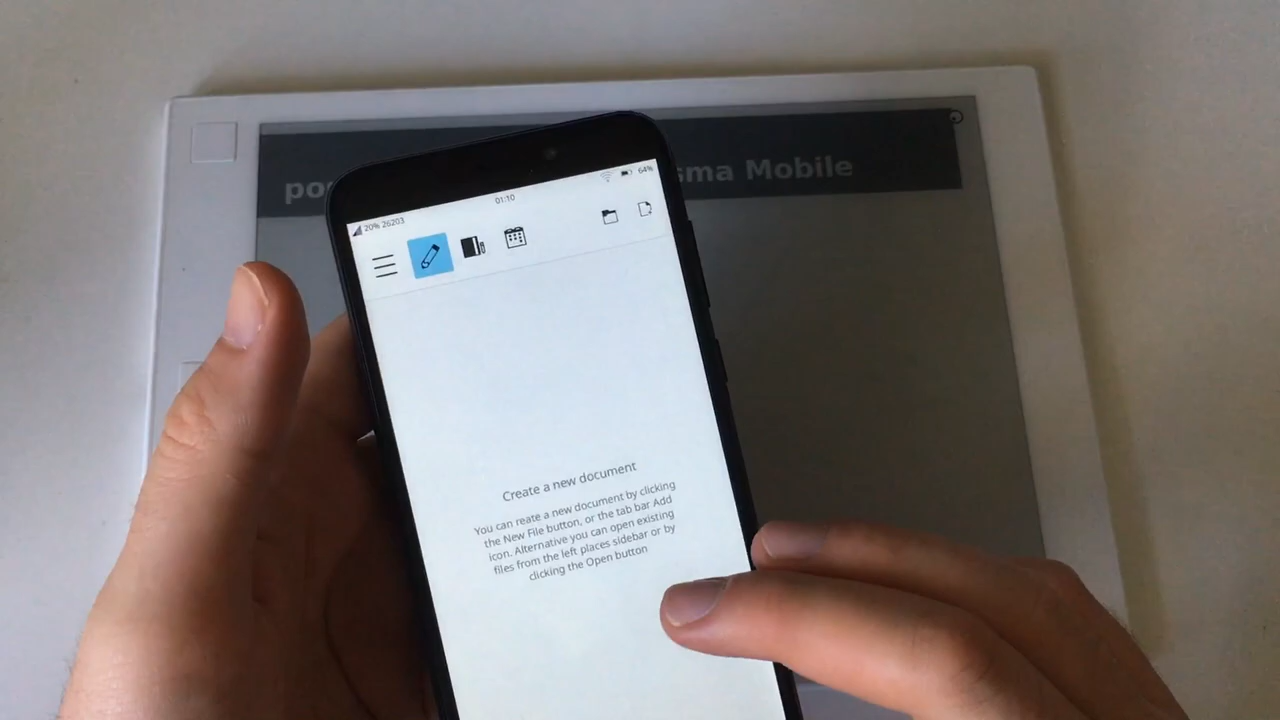 sma Mobile
20% 26203
01:10
64%
Create a new document
You can reate a new document by clicking
the New File button, or the tab bar Add
icon. Alternative you can open existing
files from the left places sidebar or by
clicking the Open button